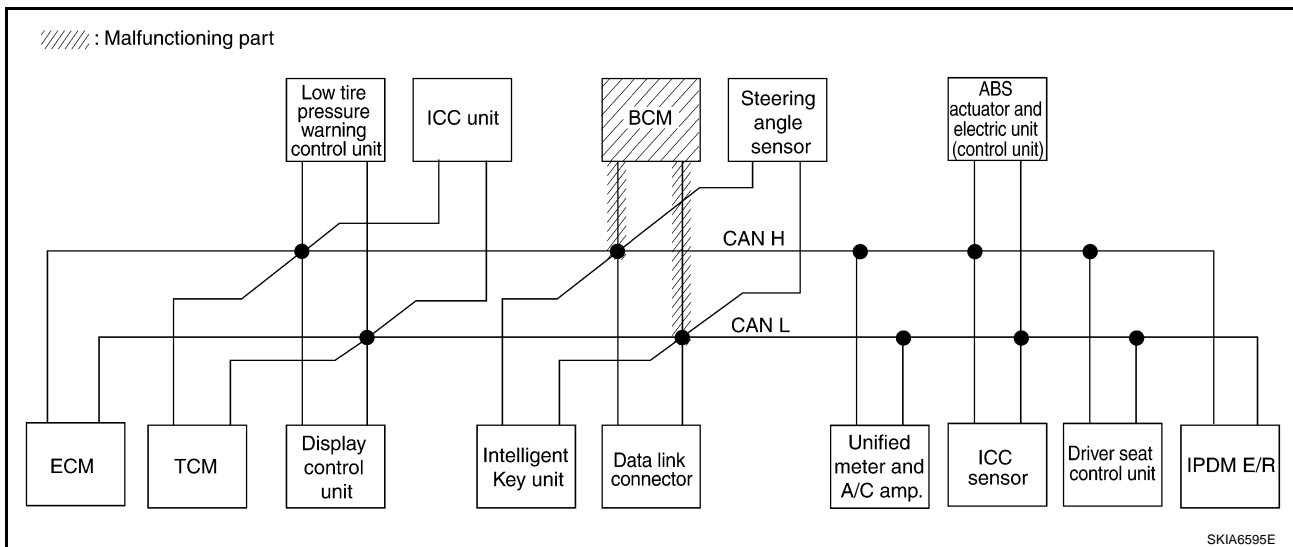 : Malfunctioning part
Low tire
pressure
warning
control unit
ICC unit
BCM
Steering
angle
sensor
ABS
actuator and
electric unit
(control unit)
CAN H
CAN L
ECM
TCM
Display
control
unit
Intelligent
Key unit
Data link
connector
Unified
meter and
A/C amp.
ICC
sensor
Driver seat
control unit
IPDM E/R
SKIA6595E